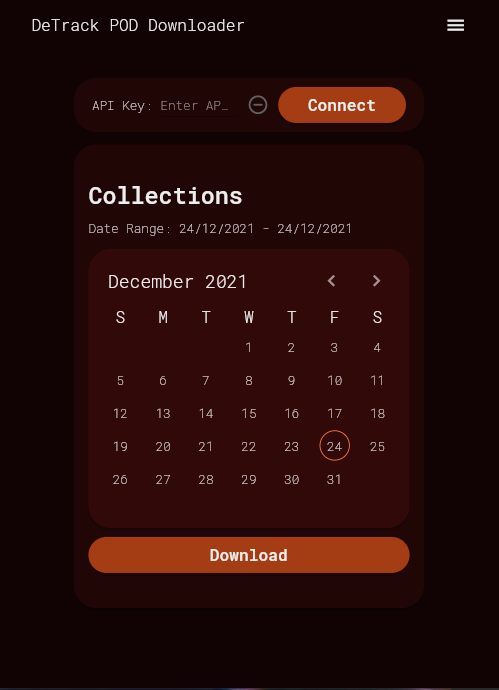 DeTrack POD Downloader
API Key: Enter AP…
Connect
Collections
Date Range: 24/12/2021 - 24/12/2021
December 2021
S M T W T F S
1 2 3 4
5 6 7 8 9 10 11
12 13 14 15 16 17 18
19 20 21 22 23 24 25
26 27 28 29 30 31
Download